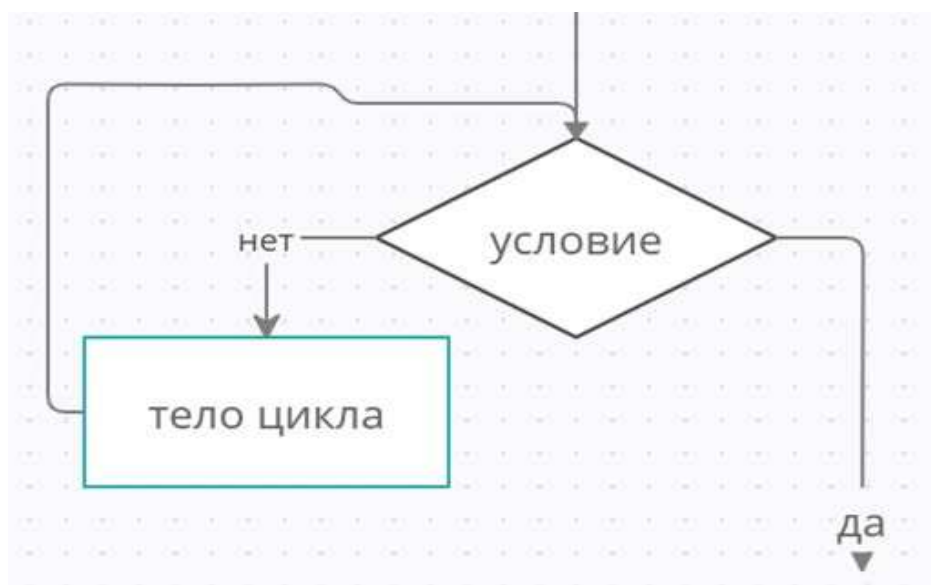 условие
нет
тело цикла
да